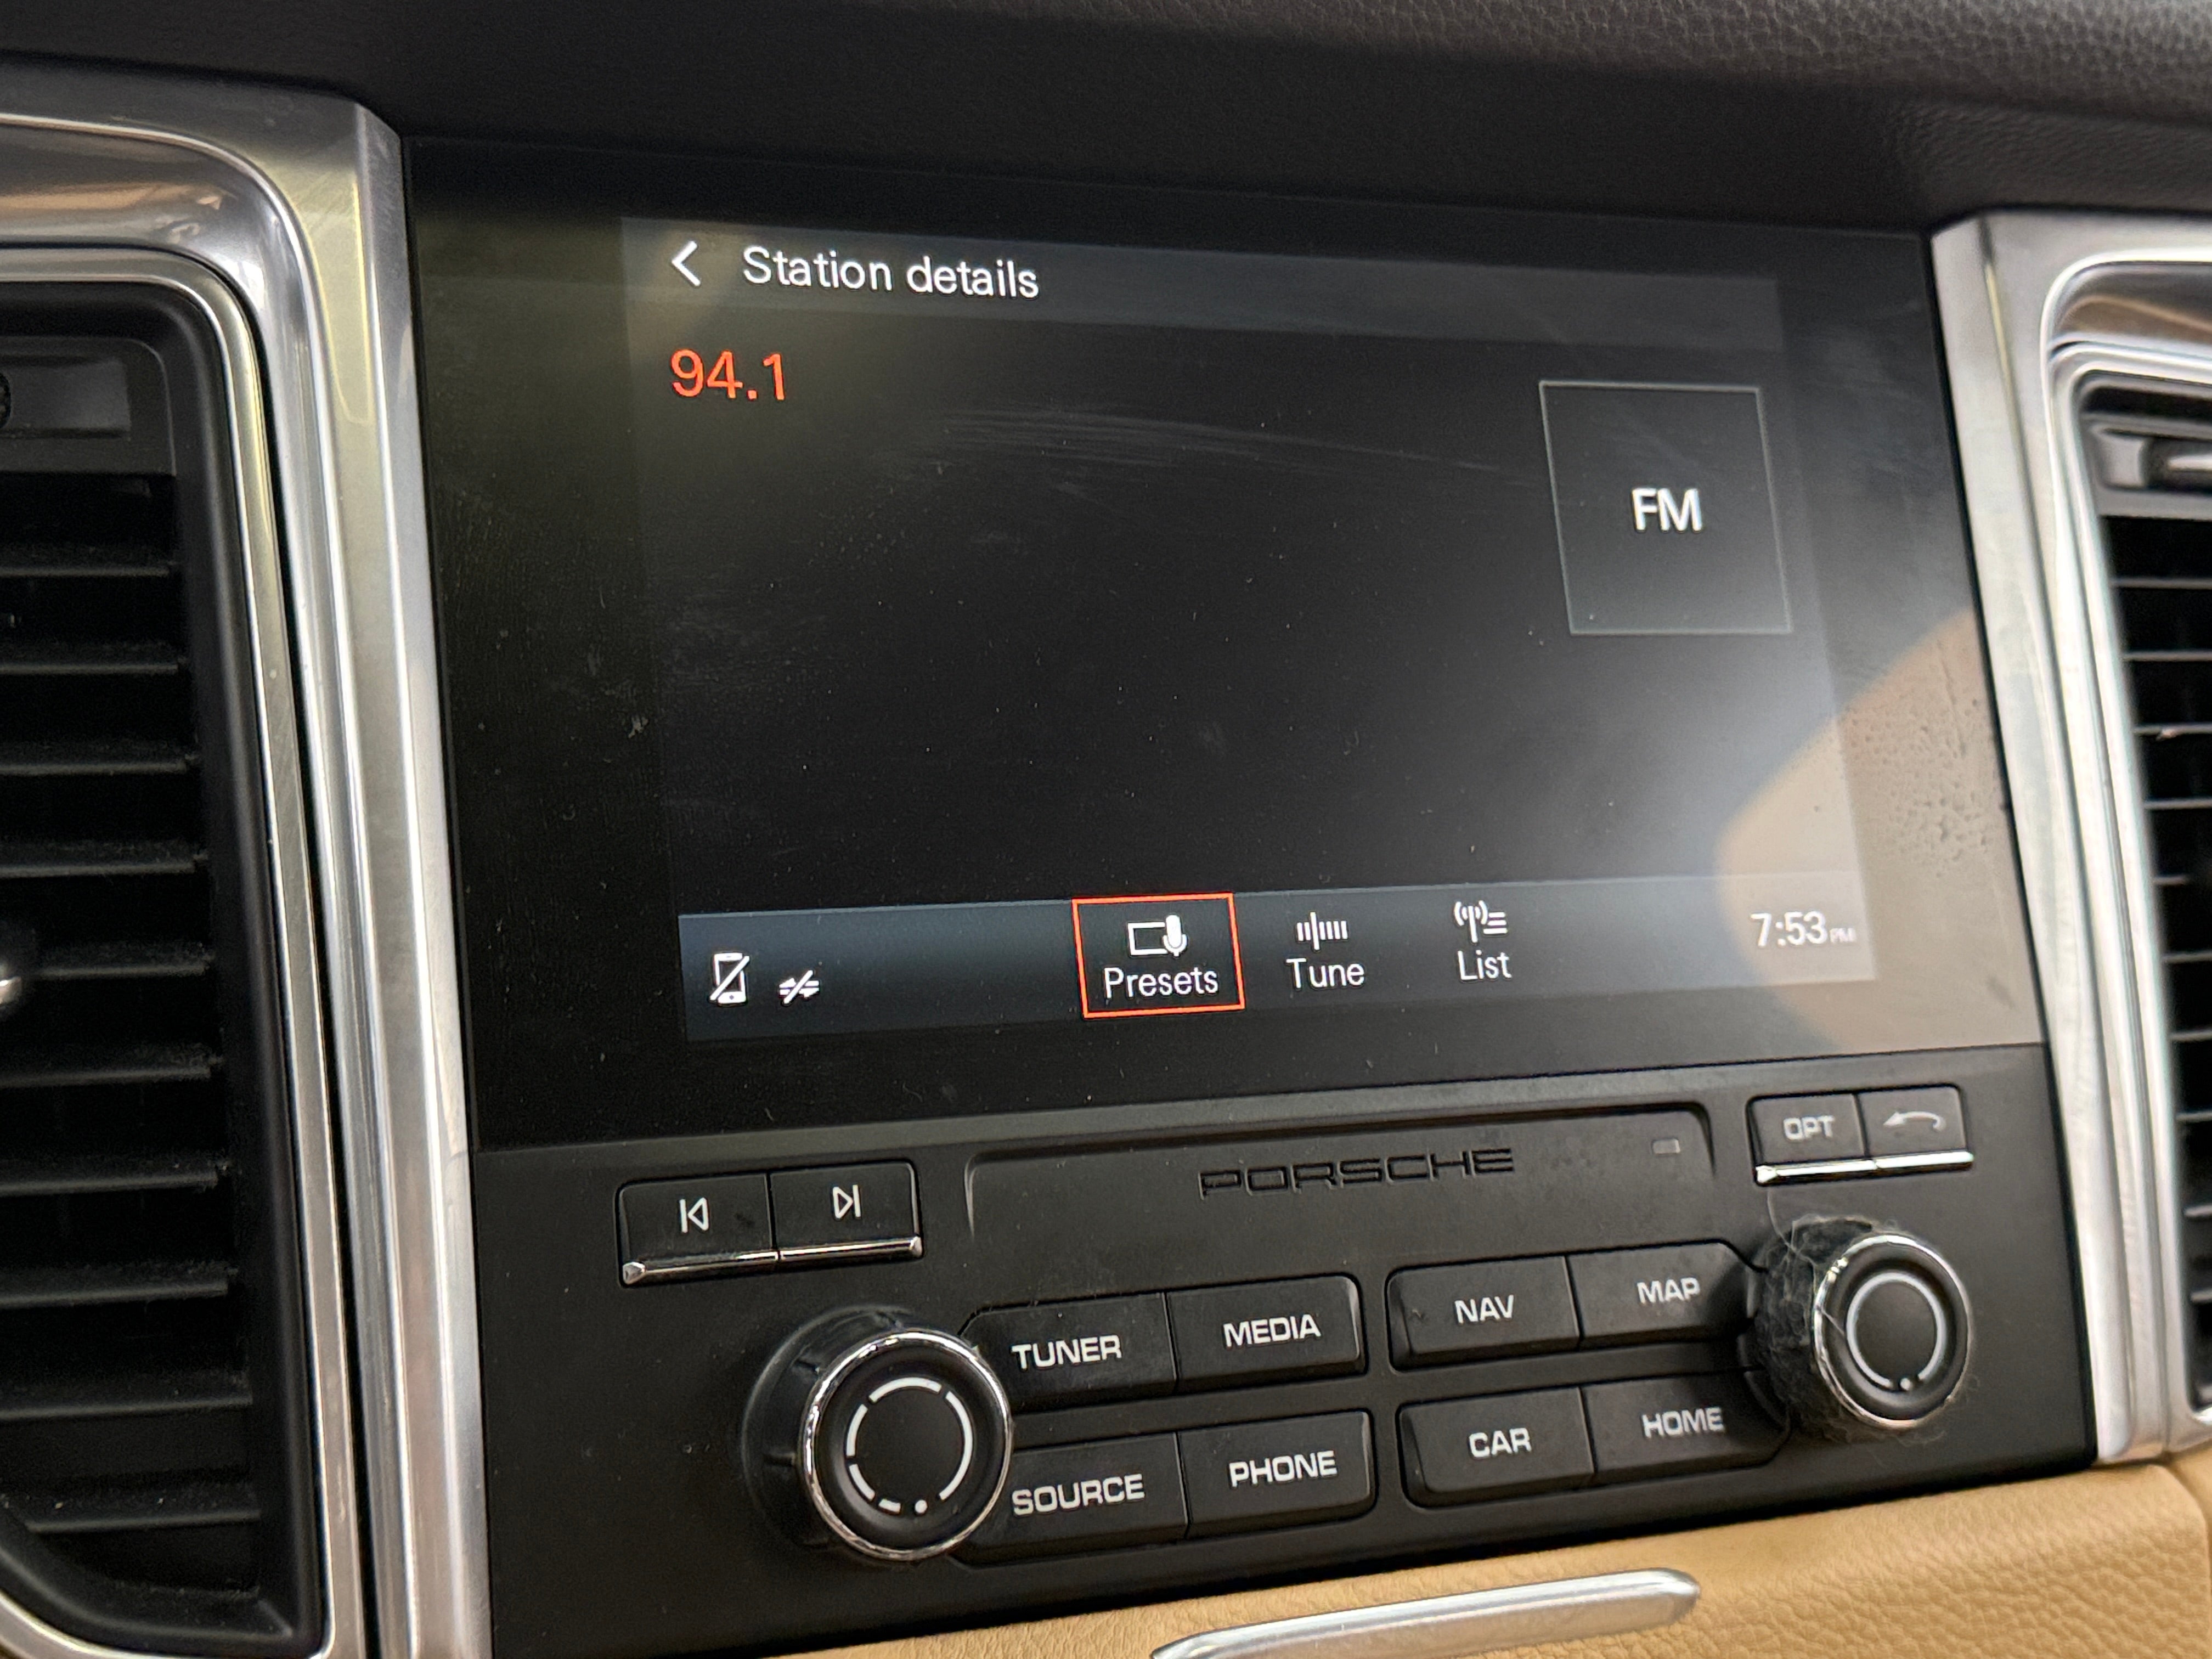 Station details
94.1
FM
Presets
Tune
List
7:53 PM
PORSCHE
OPT
TUNER
MEDIA
NAV
MAP
SOURCE
PHONE
CAR
HOME